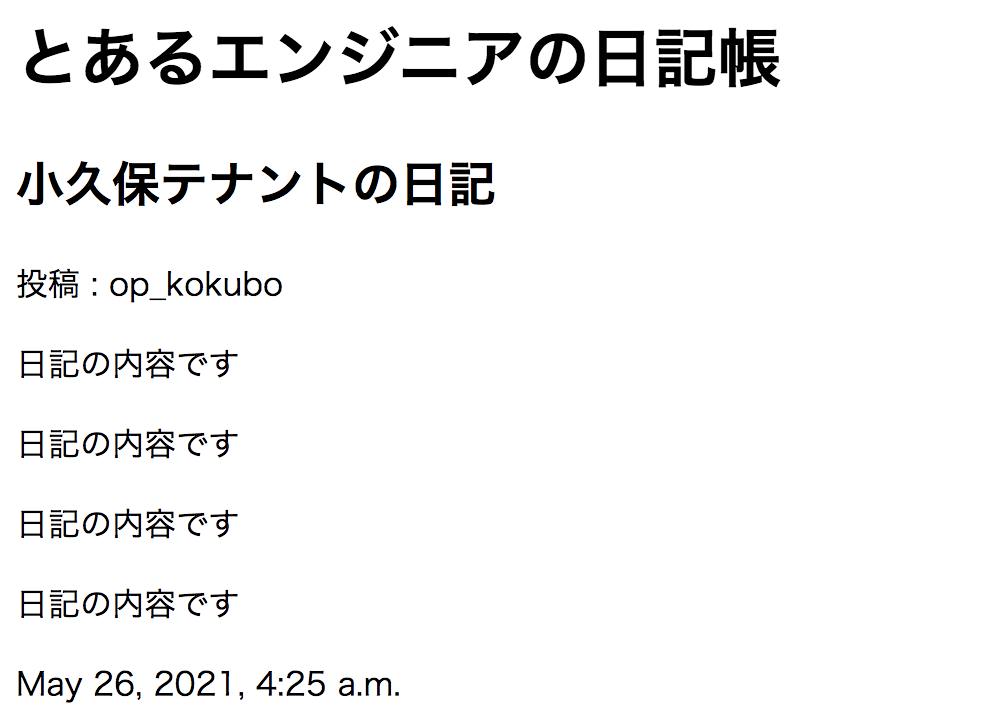 とあるエンジニアの日記帳
小久保テナントの日記
投稿 : op_kokubo
日記の内容です
日記の内容です
日記の内容です
日記の内容です
May 26, 2021, 4:25 a.m.